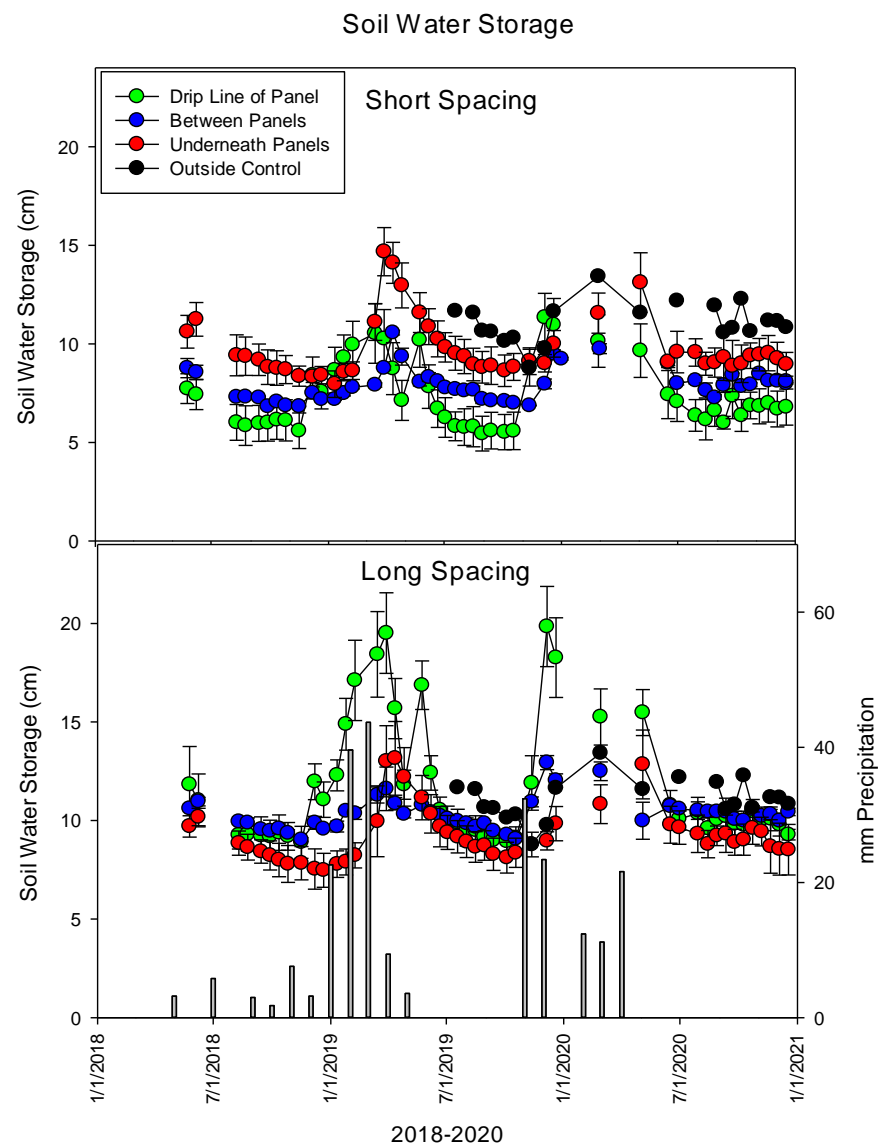 Soil Water Storage
Drip Line of Panel
Between Panels
Underneath Panels
Outside Control
Short Spacing
Soil Water Storage (cm)
20
15
10
5
0
Long Spacing
Soil Water Storage (cm)
20
15
10
5
0
60
40
20
0
mm Precipitation
1/1/2018
7/1/2018
1/1/2019
7/1/2019
1/1/2020
7/1/2020
1/1/2021
2018-2020